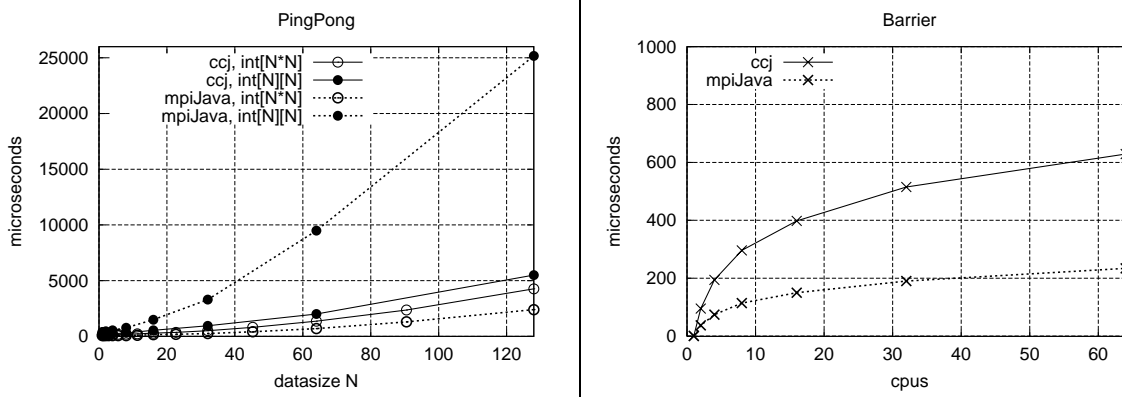 PingPong
25000
20000
15000
10000
5000
0
microseconds
ccj, int[N*N]
ccj, int[N][N]
mpiJava, int[N*N]
mpiJava, int[N][N]
0 20 40 60 80 100 120
datasize N
Barrier
1000
800
600
400
200
0
microseconds
ccj
mpiJava
0 10 20 30 40 50 60
cpus